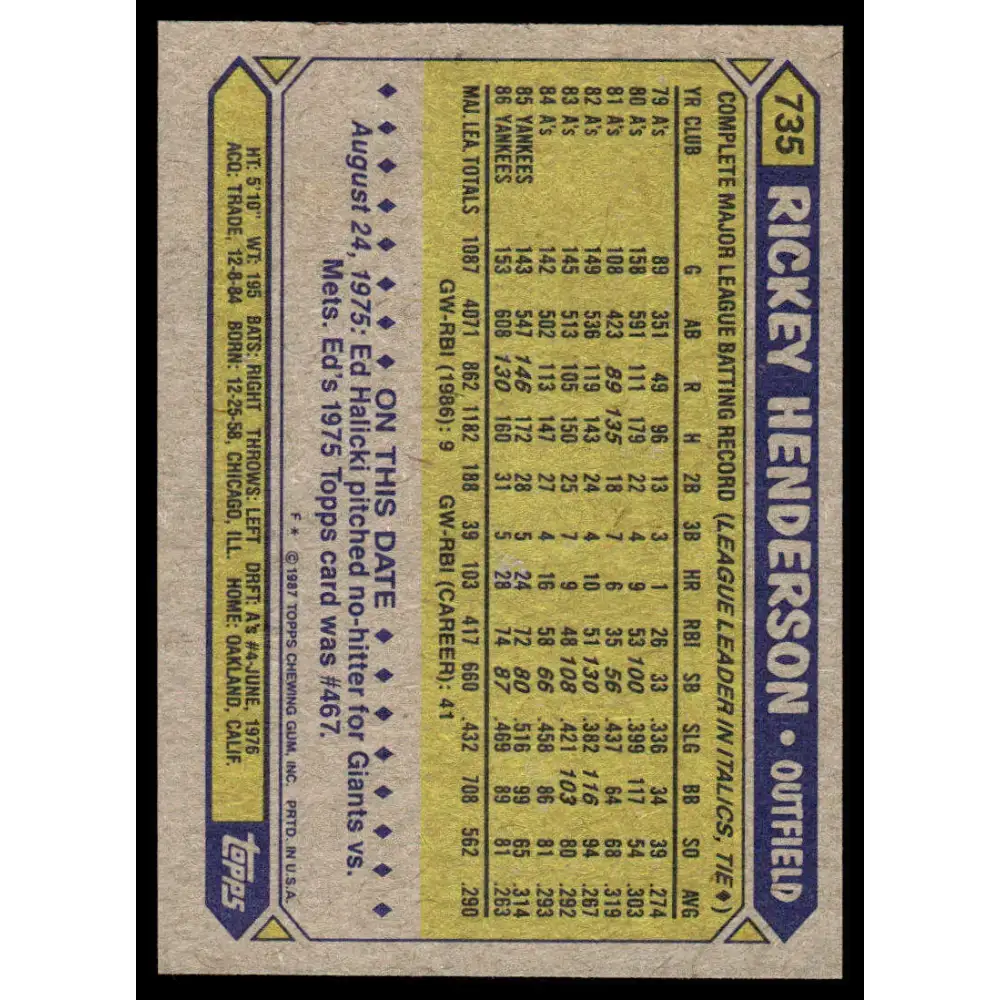 735 RICKEY HENDERSON • OUTFIELD
COMPLETE MAJOR LEAGUE BATTING RECORD (LEAGUE LEADER IN ITALICS, TIE♦)
YR CLUB G AB R H 2B 3B HR RBI SB SLG BB SO AVG
79 A's 89 351 49 96 13 3 1 26 33 .336 34 39 .274
80 A's 158 591 111 179 22 4 9 53 100 .399 117 54 .303
81 A's 108 423 89 135 18 7 6 35 56 .437 64 68 .319
82 A's 149 536 119 143 24 4 10 51 130 .382 116 94 .267
83 A's 145 513 105 150 25 7 9 48 108 .421 103 80 .292
84 A's 142 502 113 147 27 4 16 58 66 .458 86 81 .293
85 YANKEES 143 547 146 172 28 5 24 72 80 .516 99 65 .314
86 YANKEES 153 608 130 160 31 5 28 74 87 .469 89 81 .263
MAJ. LEA. TOTALS 1087 4071 862 1182 188 39 103 417 660 .432 708 562 .290
GW-RBI (1986): 9 GW-RBI (CAREER): 41
♦ ♦ ♦ ♦ ♦ ♦ ♦ ♦ ON THIS DATE ♦ ♦ ♦ ♦ ♦ ♦ ♦ ♦
August 24, 1975: Ed Halicki pitched no-hitter for Giants vs.
Mets. Ed's 1975 Topps card was #467.
F* ©1987 TOPPS CHEWING GUM, INC. PRTD. IN U.S.A.
HT: 5'10" WT: 195 BATS: RIGHT THROWS: LEFT DRFT: A's #4-JUNE, 1976
ACQ: TRADE, 12-8-84 BORN: 12-25-58, CHICAGO, ILL. HOME: OAKLAND, CALIF.
topps